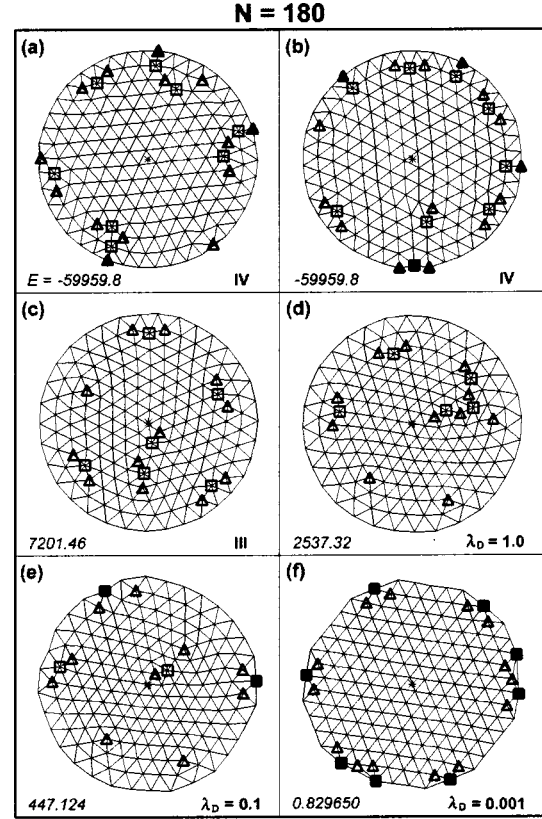 N = 180
(a)
(b)
E = -59959.8 IV
-59959.8 IV
(c)
(d)
7201.46 III
2537.32 λD = 1.0
(e)
(f)
447.124 λD = 0.1
0.829650 λD = 0.001